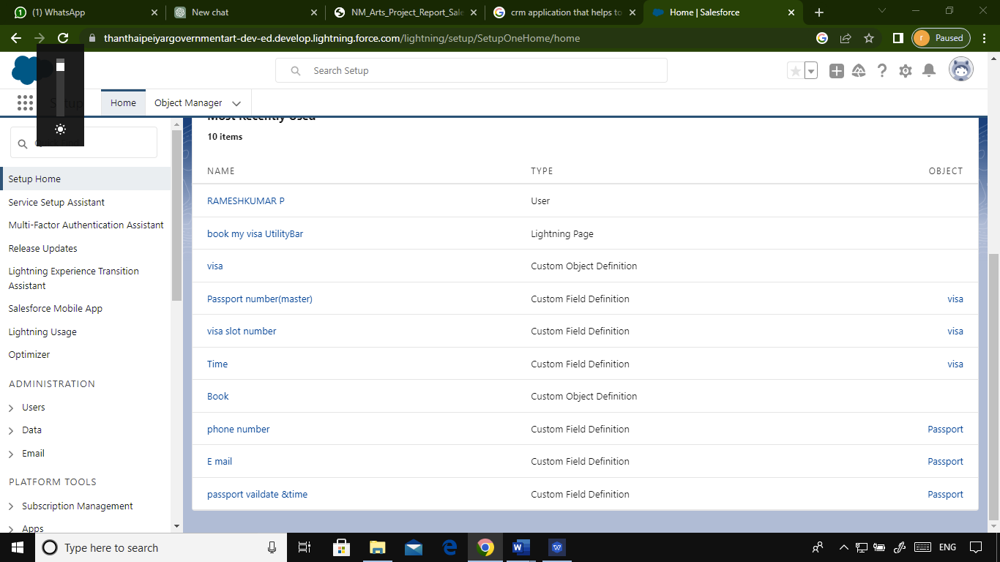 (1) WhatsApp
New chat
NM_Arts_Project_Report_Sale
crm application that helps to
Home | Salesforce
thanthaipeiyargovernmentart-dev-ed.develop.lightning.force.com/lightning/setup/SetupOneHome/home
r
Paused
Search Setup
Setup
Home
Object Manager
Most Recently Used
10 items
NAME
TYPE
OBJECT
RAMESHKUMAR P
User
book my visa UtilityBar
Lightning Page
visa
Custom Object Definition
Passport number(master)
Custom Field Definition
visa
visa slot number
Custom Field Definition
visa
Time
Custom Field Definition
visa
Book
Custom Object Definition
phone number
Custom Field Definition
Passport
E mail
Custom Field Definition
Passport
passport vaildate &time
Custom Field Definition
Passport
Setup Home
Service Setup Assistant
Multi-Factor Authentication Assistant
Release Updates
Lightning Experience Transition
Assistant
Salesforce Mobile App
Lightning Usage
Optimizer
ADMINISTRATION
Users
Data
Email
PLATFORM TOOLS
Subscription Management
Apps
Type here to search
ENG